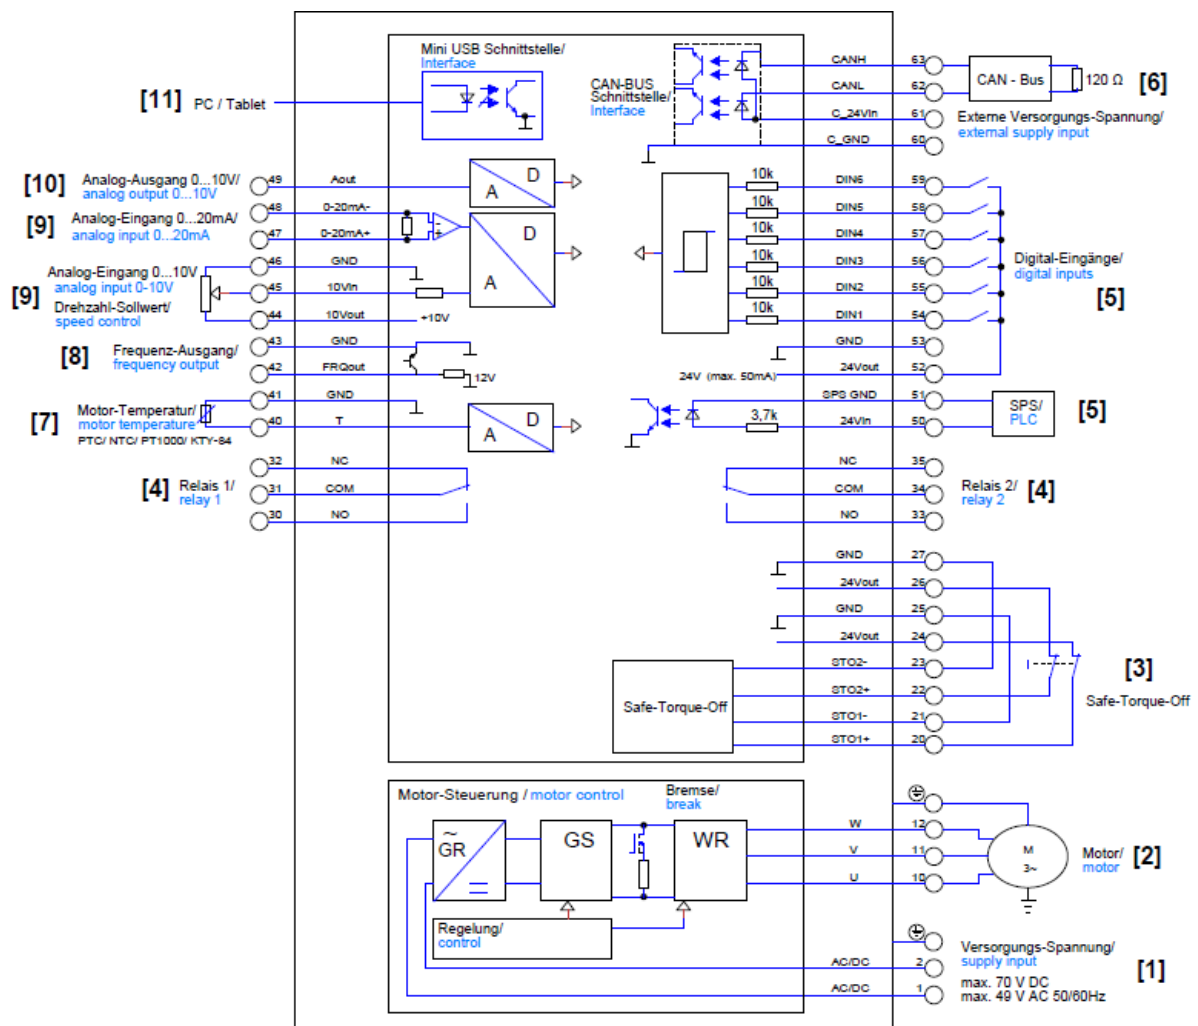 Mini USB Schnittstelle/
Interface
[11] PC / Tablet
CAN-BUS
Schnittstelle/
Interface
CANH 63
CANL 62
C_24Vin 61
C_GND 60
CAN - Bus
120 Ω
[6]
Externe Versorgungs-Spannung/
external supply input
[10] Analog-Ausgang 0...10V/
analog output 0...10V
49 Aout
A D
[9] Analog-Eingang 0...20mA/
analog input 0...20mA
48 0-20mA-
47 0-20mA+
- +
A D
[9] Analog-Eingang 0...10V
analog input 0-10V
Drehzahl-Sollwert/
speed control
46 GND
45 10Vin
44 10Vout +10V
[8] Frequenz-Ausgang/
frequency output
43 GND
42 FRQout 12V
[7] Motor-Temperatur/
motor temperature
PTC/ NTC/ PT1000/ KTY-84
41 GND
40 T
A D
[4] Relais 1/
relay 1
32 NC
31 COM
30 NO
10k DIN6 59
10k DIN5 58
10k DIN4 57
10k DIN3 56
10k DIN2 55
10k DIN1 54
GND 53
24V (max. 50mA) 24Vout 52
Digital-Eingänge/
digital inputs
[5]
SPS GND 51
3,7k 24Vin 50
SPS/
PLC
[5]
NC 35
COM 34
NO 33
Relais 2/
relay 2
[4]
GND 27
24Vout 26
GND 25
24Vout 24
STO2- 23
STO2+ 22
STO1- 21
STO1+ 20
Safe-Torque-Off
[3]
Safe-Torque-Off
Motor-Steuerung / motor control
Bremse/
break
~
GR
GS
WR
Regelung/
control
W 12
V 11
U 10
M
3~
Motor/
motor
[2]
AC/DC 2
AC/DC 1
Versorgungs-Spannung/
supply input
max. 70 V DC
max. 49 V AC 50/60Hz
[1]